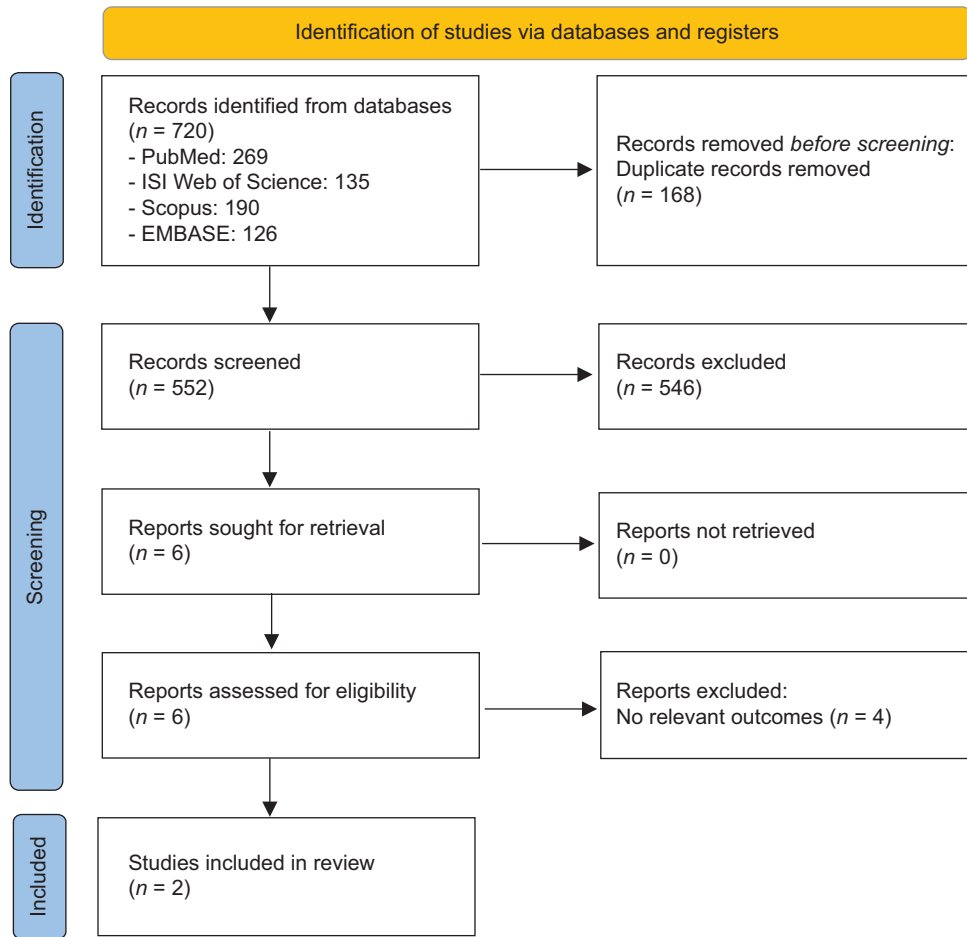 Identification of studies via databases and registers
Identification
Records identified from databases
(n = 720)
- PubMed: 269
- ISI Web of Science: 135
- Scopus: 190
- EMBASE: 126
Records removed before screening:
Duplicate records removed
(n = 168)
Screening
Records screened
(n = 552)
Records excluded
(n = 546)
Reports sought for retrieval
(n = 6)
Reports not retrieved
(n = 0)
Reports assessed for eligibility
(n = 6)
Reports excluded:
No relevant outcomes (n = 4)
Included
Studies included in review
(n = 2)